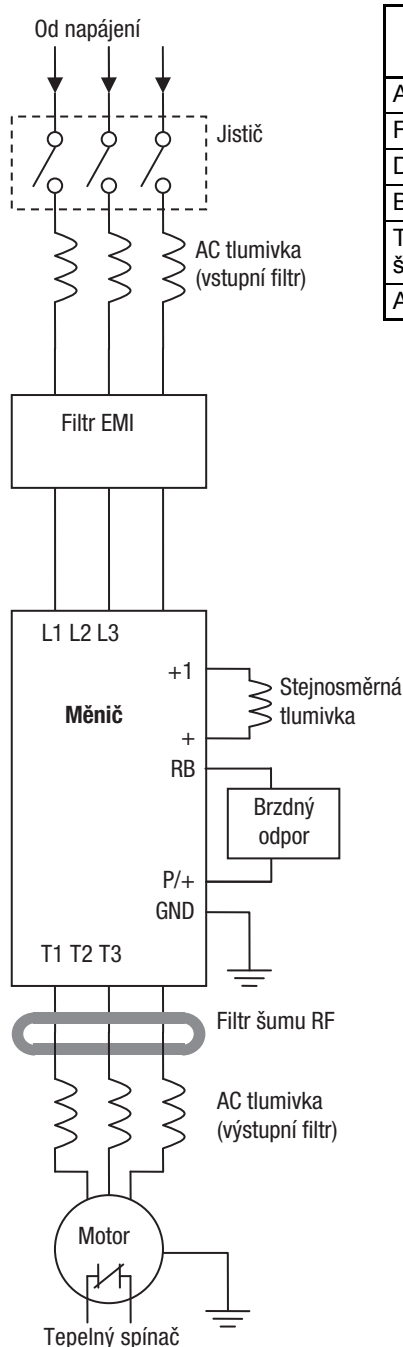 Od napájení
Jistič
AC tlumivka
(vstupní filtr)
Filtr EMI
L1 L2 L3
+1
Měnič
Stejnosměrná
tlumivka
+
RB
Brzdný
odpor
P/+
GND
T1 T2 T3
Filtr šumu RF
AC tlumivka
(výstupní filtr)
Motor
Tepelný spínač